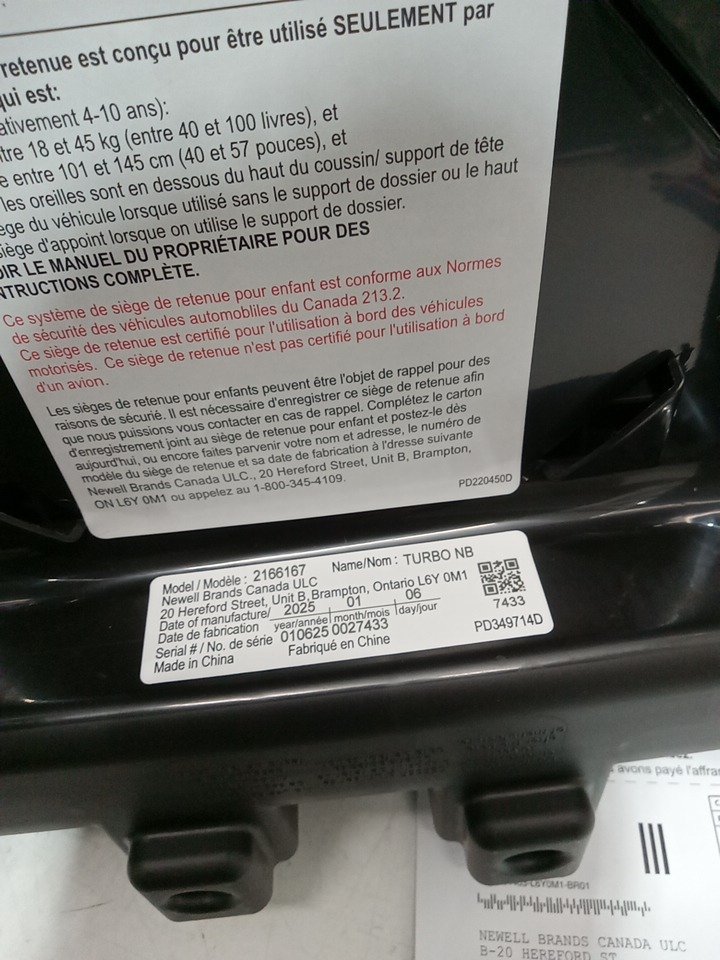 retenue est conçu pour être utilisé SEULEMENT par
qui est:
ativement 4-10 ans):
tre 18 et 45 kg (entre 40 et 100 livres), et
e entre 101 et 145 cm (40 et 57 pouces), et
les oreilles sont en dessous du haut du coussin/ support de tête
ège du véhicule lorsque utilisé sans le support de dossier ou le haut
siège d'appoint lorsque on utilise le support de dossier.
OIR LE MANUEL DU PROPRIÉTAIRE POUR DES
NTRUCTIONS COMPLÈTE.
Ce système de siège de retenue pour enfant est conforme aux Normes
de sécurité des véhicules automobliles du Canada 213.2.
Ce siège de retenue est certifié pour l'utilisation à bord des véhicules
motorisés. Ce siège de retenue n'est pas certifié pour l'utilisation à bord
d'un avion.
Les sièges de retenue pour enfants peuvent être l'objet de rappel pour des
raisons de sécurié. Il est nécessaire d'enregistrer ce siège de retenue afin
que nous puissions vous contacter en cas de rappel. Complétez le carton
d'enregistrement joint au siège de retenue pour enfant et postez-le dès
aujourd'hui, ou encore faites parvenir votre nom et adresse, le numéro de
modèle du siège de retenue et sa date de fabrication à l'dresse suivante
Newell Brands Canada ULC., 20 Hereford Street, Unit B, Brampton,
ON L6Y 0M1 ou appelez au 1-800-345-4109.
PD220450D
Model / Modèle : 2166167 Name/Nom : TURBO NB
Newell Brands Canada ULC
20 Hereford Street, Unit B, Brampton, Ontario L6Y 0M1
Date of manufacture/ 2025 01 06
Date de fabrication year/année month/mois day/jour
Serial # / No. de série 010625 0027433
Made in China Fabriqué en Chine
7433
PD349714D
avons payé l'affra
L6Y0M1-BR01
NEWELL BRANDS CANADA ULC
B-20 HEREFORD ST